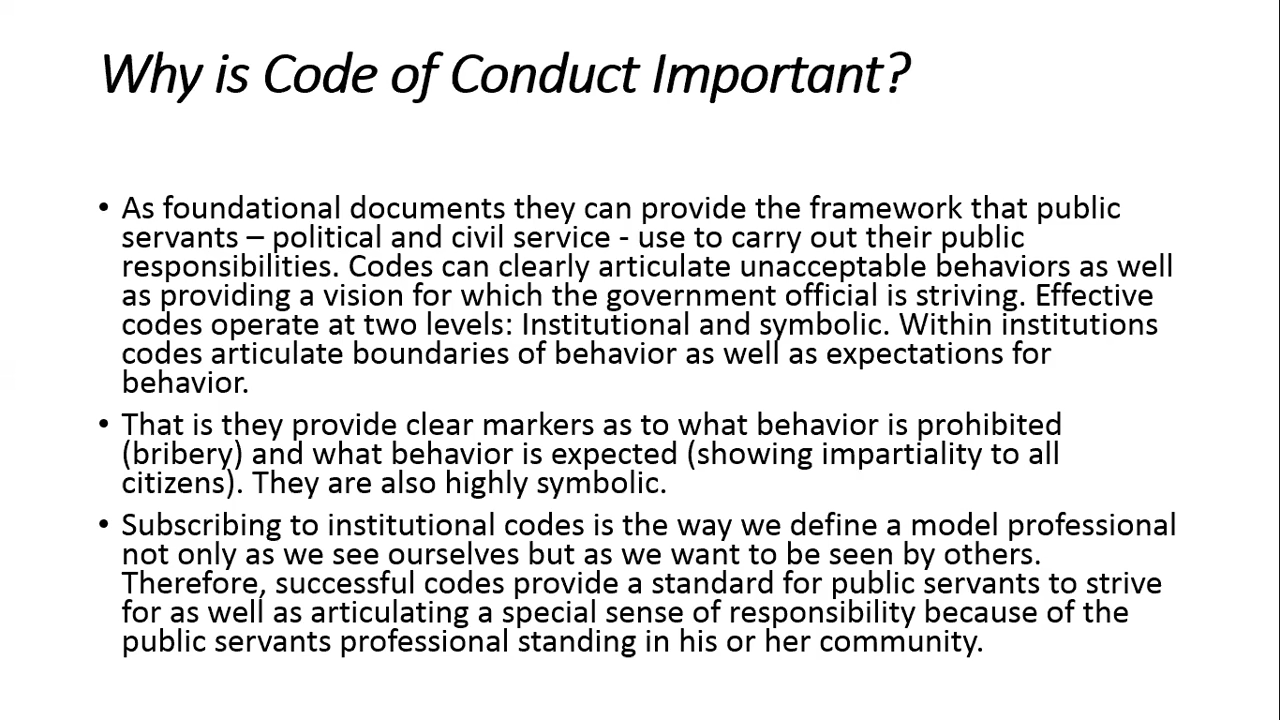 Why is Code of Conduct Important?
• As foundational documents they can provide the framework that public
servants – political and civil service - use to carry out their public
responsibilities. Codes can clearly articulate unacceptable behaviors as well
as providing a vision for which the government official is striving. Effective
codes operate at two levels: Institutional and symbolic. Within institutions
codes articulate boundaries of behavior as well as expectations for
behavior.
• That is they provide clear markers as to what behavior is prohibited
(bribery) and what behavior is expected (showing impartiality to all
citizens). They are also highly symbolic.
• Subscribing to institutional codes is the way we define a model professional
not only as we see ourselves but as we want to be seen by others.
Therefore, successful codes provide a standard for public servants to strive
for as well as articulating a special sense of responsibility because of the
public servants professional standing in his or her community.